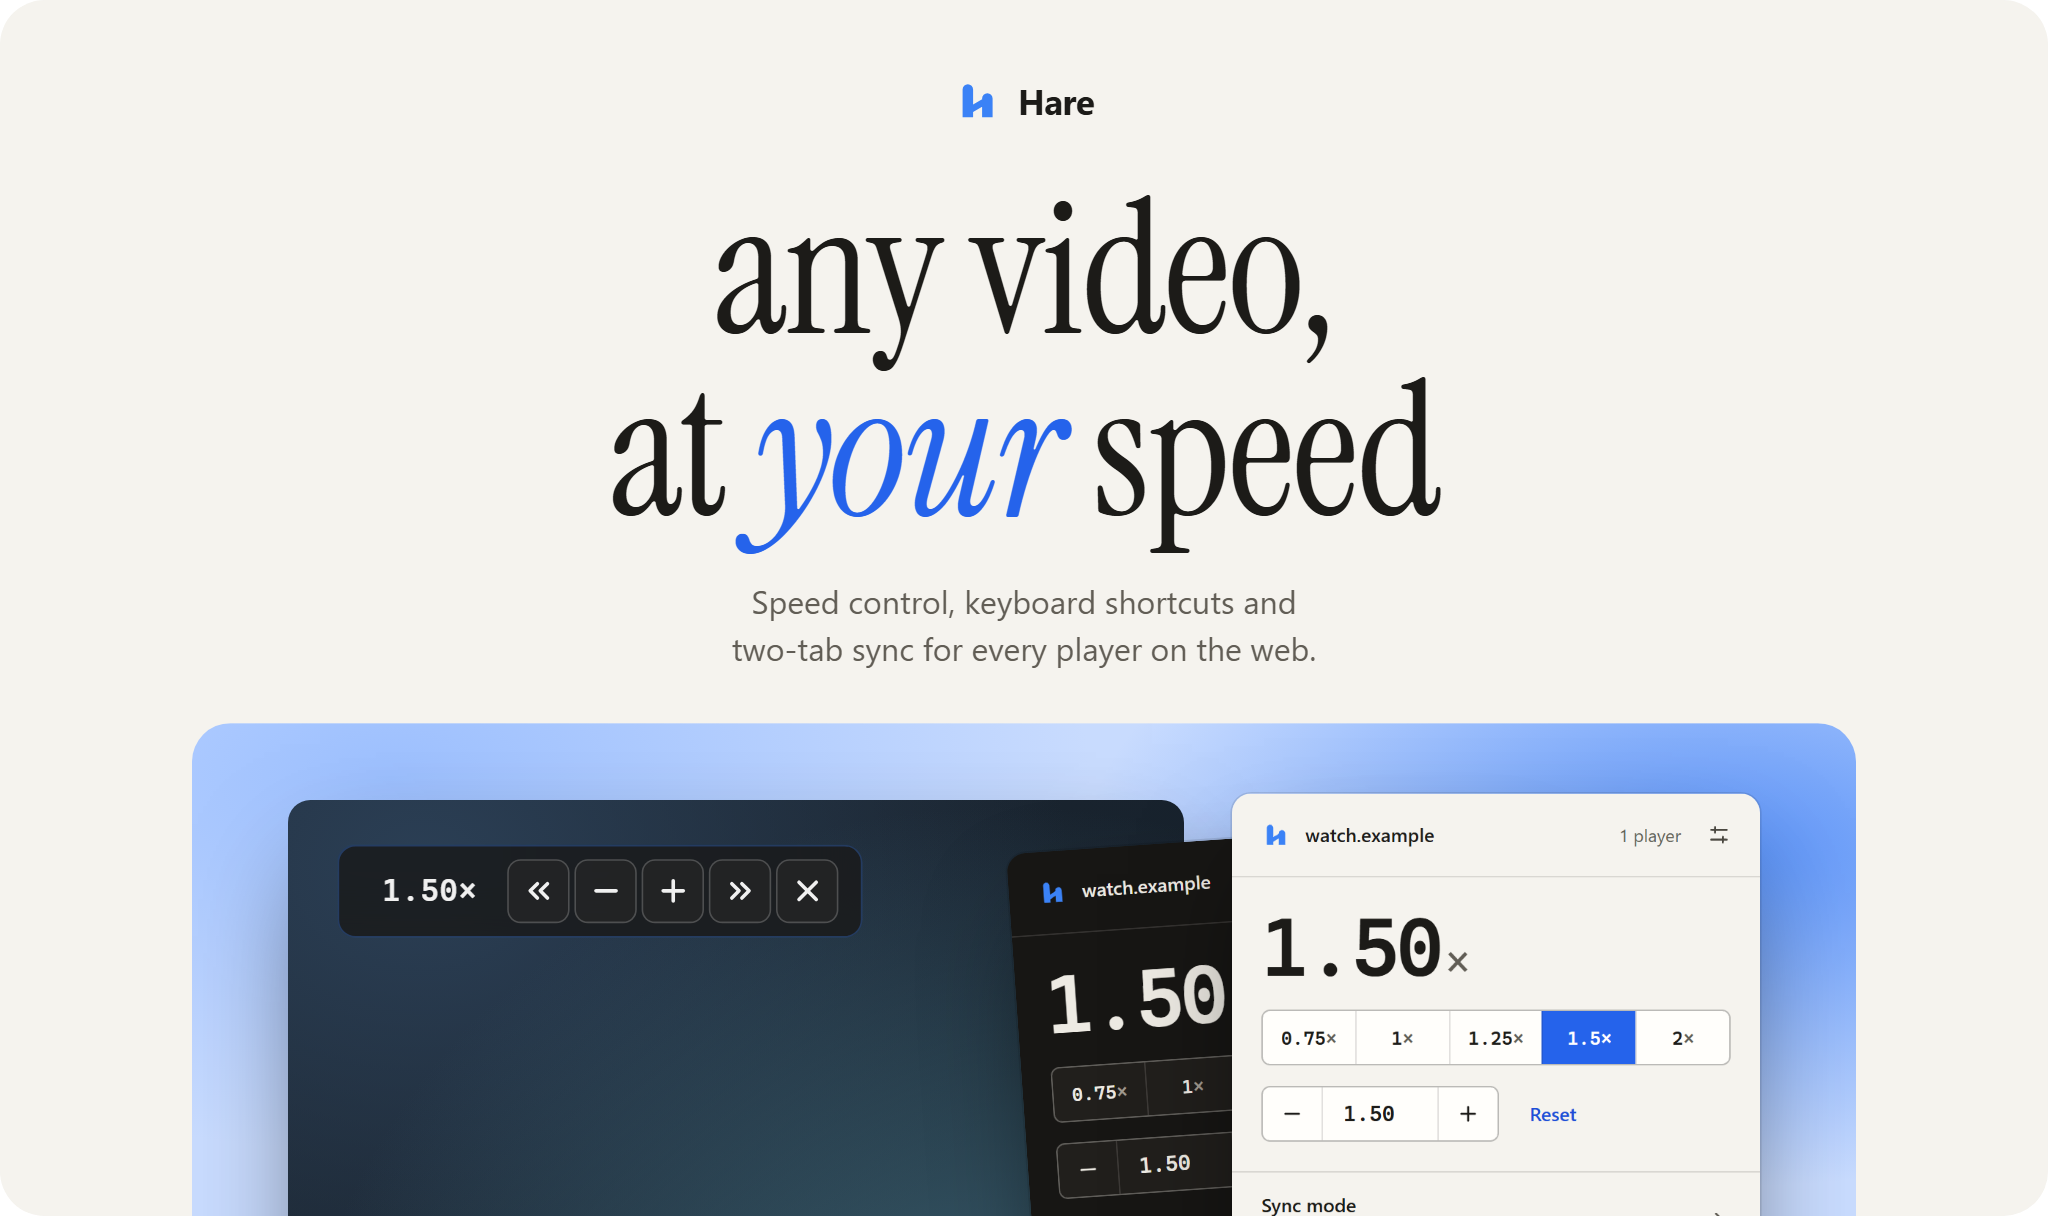 Hare
any video,
at your speed
Speed control, keyboard shortcuts and
two-tab sync for every player on the web.
1.50×
watch.example
1.50
0.75× 1×
1.50
watch.example 1 player
1.50×
0.75× 1× 1.25× 1.5× 2×
1.50 Reset
Sync mode